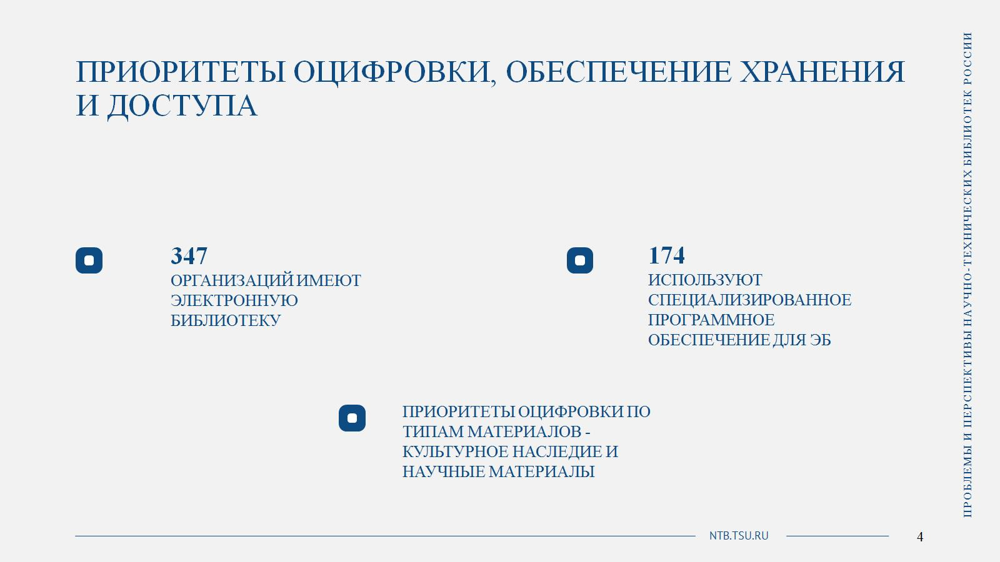 ПРИОРИТЕТЫ ОЦИФРОВКИ, ОБЕСПЕЧЕНИЕ ХРАНЕНИЯ
И ДОСТУПА
347
ОРГАНИЗАЦИЙ ИМЕЮТ
ЭЛЕКТРОННУЮ
БИБЛИОТЕКУ
174
ИСПОЛЬЗУЮТ
СПЕЦИАЛИЗИРОВАННОЕ
ПРОГРАММНОЕ
ОБЕСПЕЧЕНИЕ ДЛЯ ЭБ
ПРИОРИТЕТЫ ОЦИФРОВКИ ПО
ТИПАМ МАТЕРИАЛОВ -
КУЛЬТУРНОЕ НАСЛЕДИЕ И
НАУЧНЫЕ МАТЕРИАЛЫ
ПРОБЛЕМЫ И ПЕРСПЕКТИВЫ НАУЧНО-ТЕХНИЧЕСКИХ БИБЛИОТЕК РОССИИ
NTB.TSU.RU
4